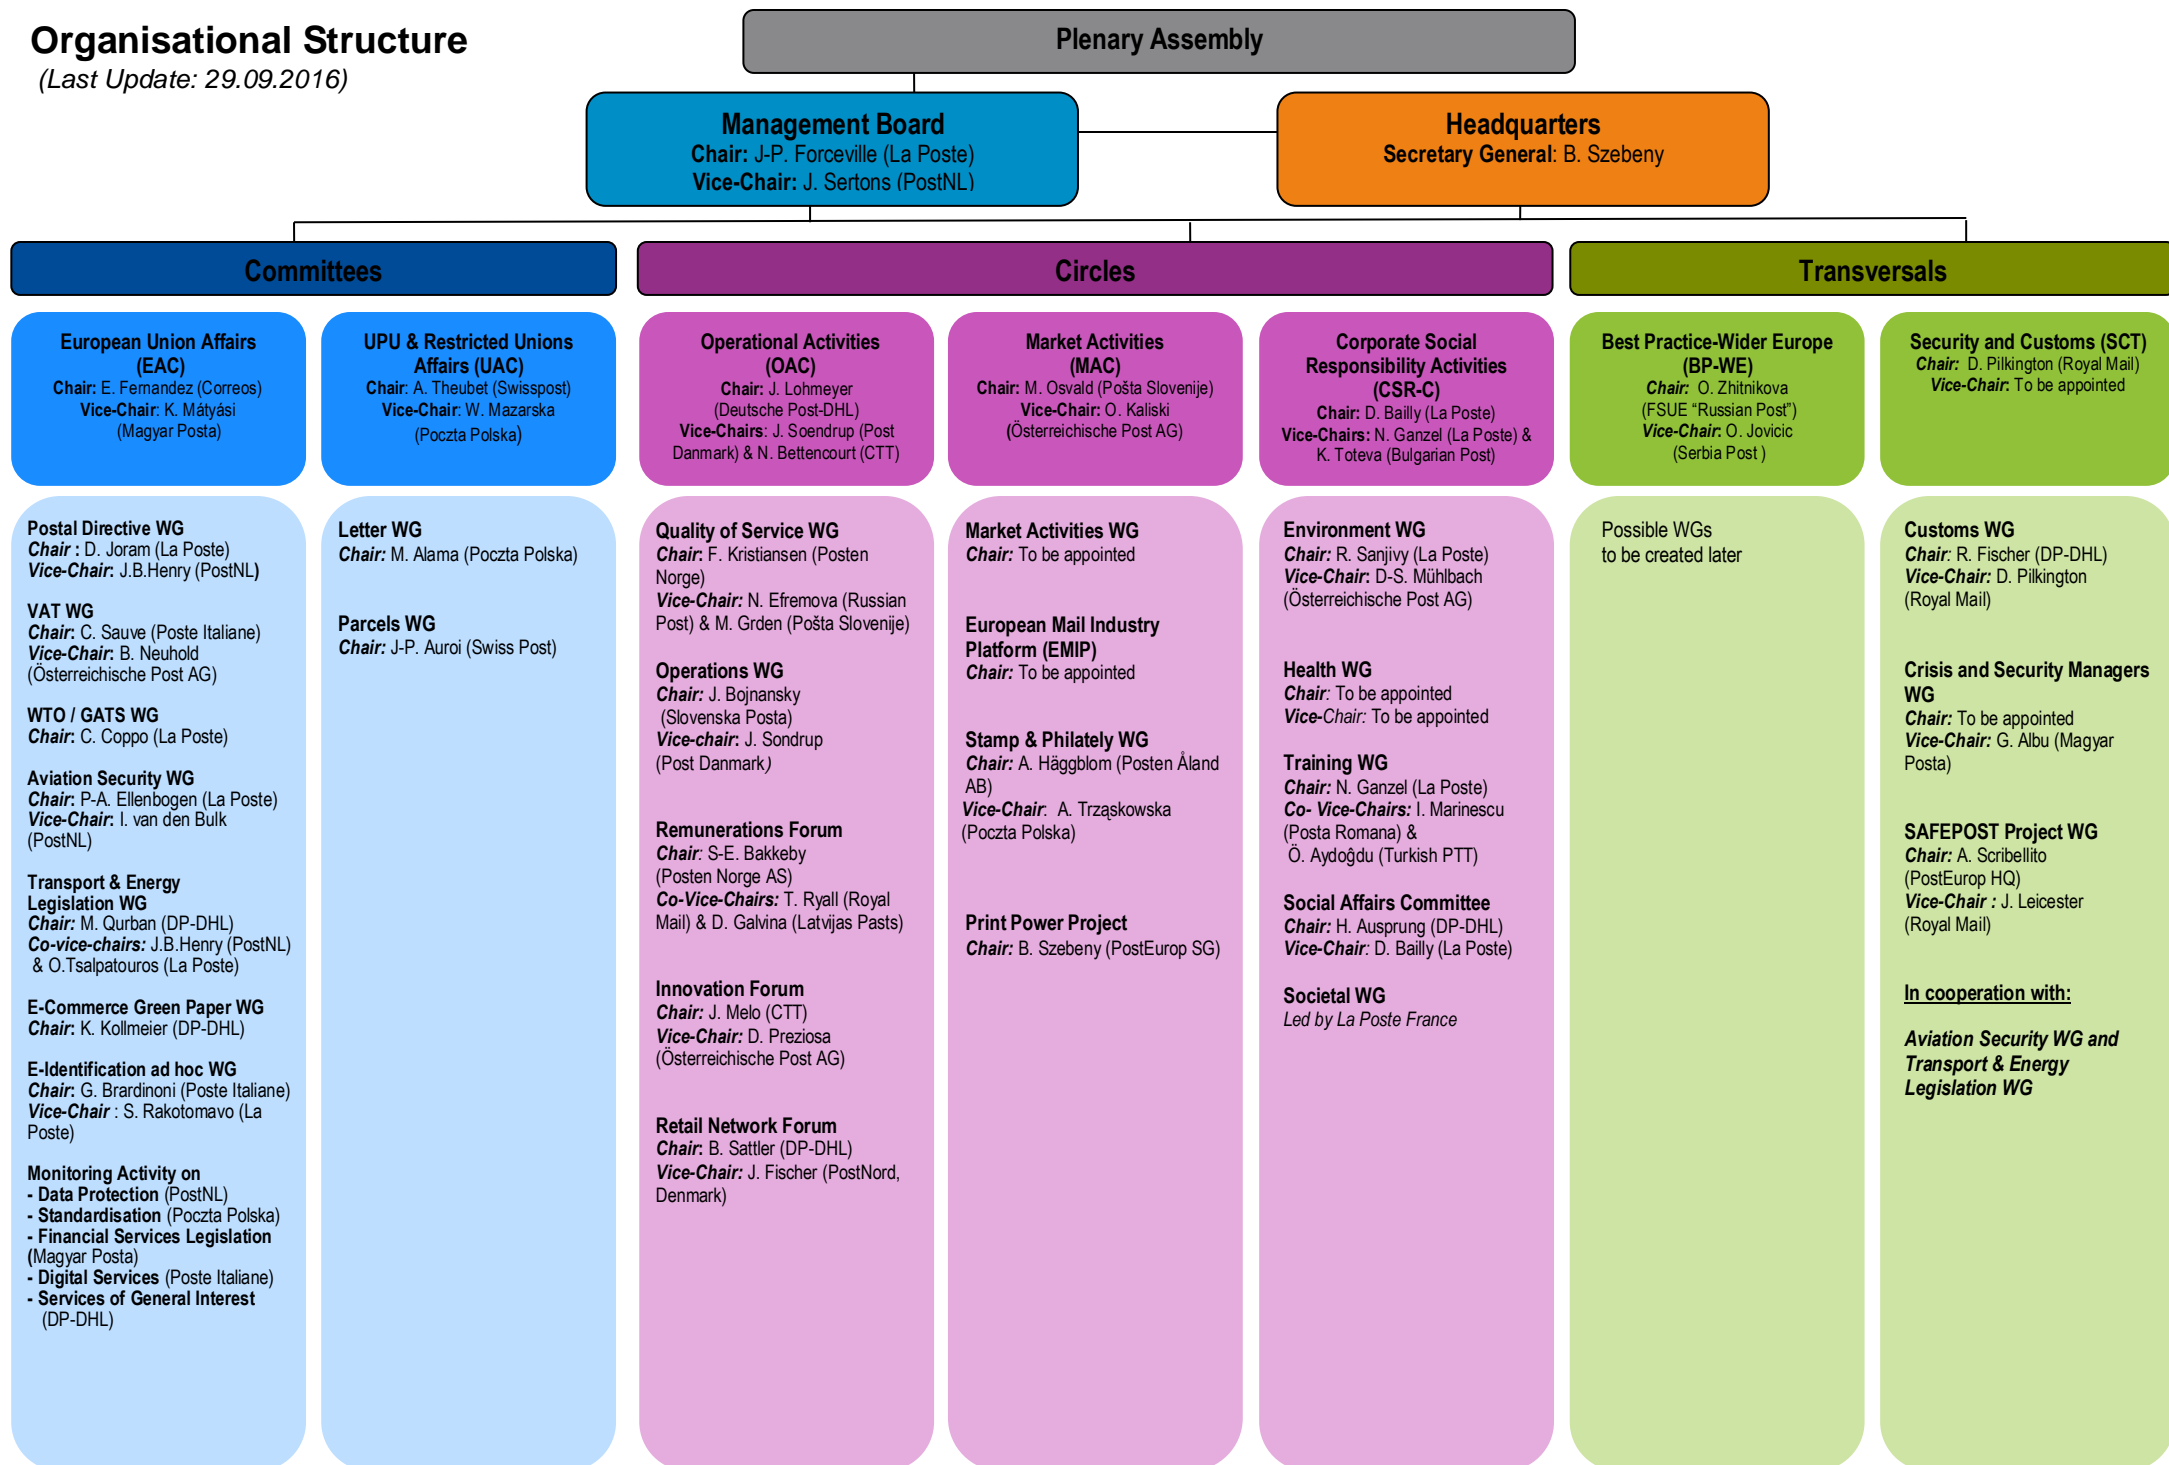 Organisational Structure
(Last Update: 29.09.2016)
Plenary Assembly
Management Board
Chair: J-P. Forceville (La Poste)
Vice-Chair: J. Sertons (PostNL)
Headquarters
Secretary General: B. Szebeny
Committees
Circles
Transversals
European Union Affairs
(EAC)
Chair: E. Fernandez (Correos)
Vice-Chair: K. Mátyási
(Magyar Posta)
UPU & Restricted Unions
Affairs (UAC)
Chair: A. Theubet (Swisspost)
Vice-Chair: W. Mazarska
(Poczta Polska)
Operational Activities
(OAC)
Chair: J. Lohmeyer
(Deutsche Post-DHL)
Vice-Chairs: J. Soendrup (Post
Danmark) & N. Bettencourt (CTT)
Market Activities
(MAC)
Chair: M. Osvald (Pošta Slovenije)
Vice-Chair: O. Kaliski
(Österreichische Post AG)
Corporate Social
Responsibility Activities
(CSR-C)
Chair: D. Bailly (La Poste)
Vice-Chairs: N. Ganzel (La Poste) &
K. Toteva (Bulgarian Post)
Best Practice-Wider Europe
(BP-WE)
Chair: O. Zhitnikova
(FSUE “Russian Post”)
Vice-Chair: O. Jovicic
(Serbia Post )
Security and Customs (SCT)
Chair: D. Pilkington (Royal Mail)
Vice-Chair: To be appointed
Postal Directive WG
Chair : D. Joram (La Poste)
Vice-Chair: J.B.Henry (PostNL)
VAT WG
Chair: C. Sauve (Poste Italiane)
Vice-Chair: B. Neuhold
(Österreichische Post AG)
WTO / GATS WG
Chair: C. Coppo (La Poste)
Aviation Security WG
Chair: P-A. Ellenbogen (La Poste)
Vice-Chair: I. van den Bulk
(PostNL)
Transport & Energy
Legislation WG
Chair: M. Qurban (DP-DHL)
Co-vice-chairs: J.B.Henry (PostNL)
& O.Tsalpatouros (La Poste)
E-Commerce Green Paper WG
Chair: K. Kollmeier (DP-DHL)
E-Identification ad hoc WG
Chair: G. Brardinoni (Poste Italiane)
Vice-Chair : S. Rakotomavo (La
Poste)
Monitoring Activity on
- Data Protection (PostNL)
- Standardisation (Poczta Polska)
- Financial Services Legislation
(Magyar Posta)
- Digital Services (Poste Italiane)
- Services of General Interest
(DP-DHL)
Letter WG
Chair: M. Alama (Poczta Polska)
Parcels WG
Chair: J-P. Auroi (Swiss Post)
Quality of Service WG
Chair: F. Kristiansen (Posten
Norge)
Vice-Chair: N. Efremova (Russian
Post) & M. Grden (Pošta Slovenije)
Operations WG
Chair: J. Bojnansky
(Slovenska Posta)
Vice-chair: J. Sondrup
(Post Danmark)
Remunerations Forum
Chair: S-E. Bakkeby
(Posten Norge AS)
Co-Vice-Chairs: T. Ryall (Royal
Mail) & D. Galvina (Latvijas Pasts)
Innovation Forum
Chair: J. Melo (CTT)
Vice-Chair: D. Preziosa
(Österreichische Post AG)
Retail Network Forum
Chair: B. Sattler (DP-DHL)
Vice-Chair: J. Fischer (PostNord,
Denmark)
Market Activities WG
Chair: To be appointed
European Mail Industry
Platform (EMIP)
Chair: To be appointed
Stamp & Philately WG
Chair: A. Häggblom (Posten Åland
AB)
Vice-Chair: A. Trząskowska
(Poczta Polska)
Print Power Project
Chair: B. Szebeny (PostEurop SG)
Environment WG
Chair: R. Sanjivy (La Poste)
Vice-Chair: D-S. Mühlbach
(Österreichische Post AG)
Health WG
Chair: To be appointed
Vice-Chair: To be appointed
Training WG
Chair: N. Ganzel (La Poste)
Co- Vice-Chairs: I. Marinescu
(Posta Romana) &
Ö. Aydoĝdu (Turkish PTT)
Social Affairs Committee
Chair: H. Ausprung (DP-DHL)
Vice-Chair: D. Bailly (La Poste)
Societal WG
Led by La Poste France
Possible WGs
to be created later
Customs WG
Chair: R. Fischer (DP-DHL)
Vice-Chair: D. Pilkington
(Royal Mail)
Crisis and Security Managers
WG
Chair: To be appointed
Vice-Chair: G. Albu (Magyar
Posta)
SAFEPOST Project WG
Chair: A. Scribellito
(PostEurop HQ)
Vice-Chair : J. Leicester
(Royal Mail)
In cooperation with:
Aviation Security WG and
Transport & Energy
Legislation WG